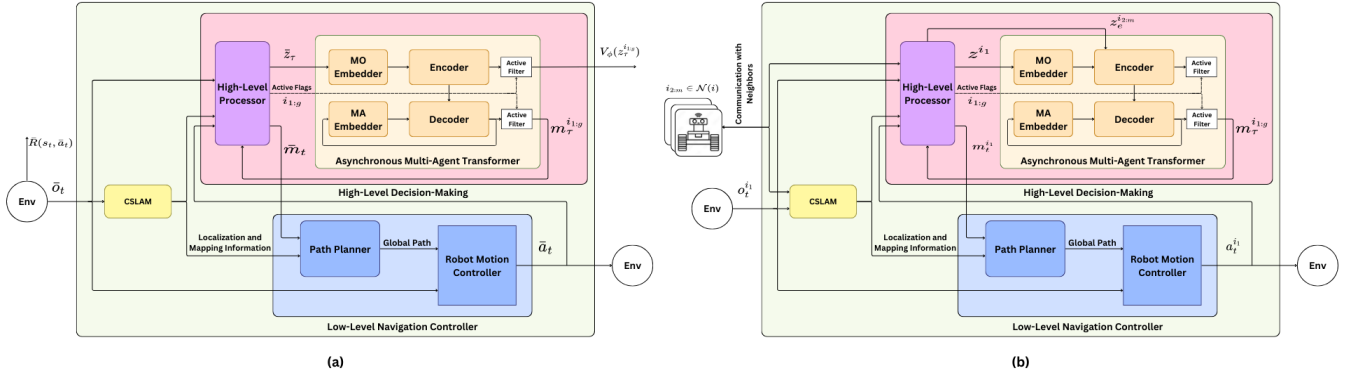 R̄(s_t, ā_t)
Env
ō_t
CSLAM
High-Level
Processor
z̄_τ
Active Flags
i_{1:g}
m̄_t
MO
Embedder
Encoder
Active
Filter
MA
Embedder
Decoder
Active
Filter
V_ϕ(z_τ^{i_{1:g}})
m_τ^{i_{1:g}}
Asynchronous Multi-Agent Transformer
High-Level Decision-Making
Localization and
Mapping Information
Path Planner
Global Path
Robot Motion
Controller
ā_t
Env
Low-Level Navigation Controller
(a)
i_{2:m} ∈ N(i)
Communication with
Neighbors
Env
o_t^{i_1}
CSLAM
High-Level
Processor
z_e^{i_{2:m}}
z^{i_1}
Active Flags
i_{1:g}
m_t^{i_1}
MO
Embedder
Encoder
Active
Filter
MA
Embedder
Decoder
Active
Filter
m_τ^{i_{1:g}}
Asynchronous Multi-Agent Transformer
High-Level Decision-Making
Localization and
Mapping Information
Path Planner
Global Path
Robot Motion
Controller
a_t^{i_1}
Env
Low-Level Navigation Controller
(b)